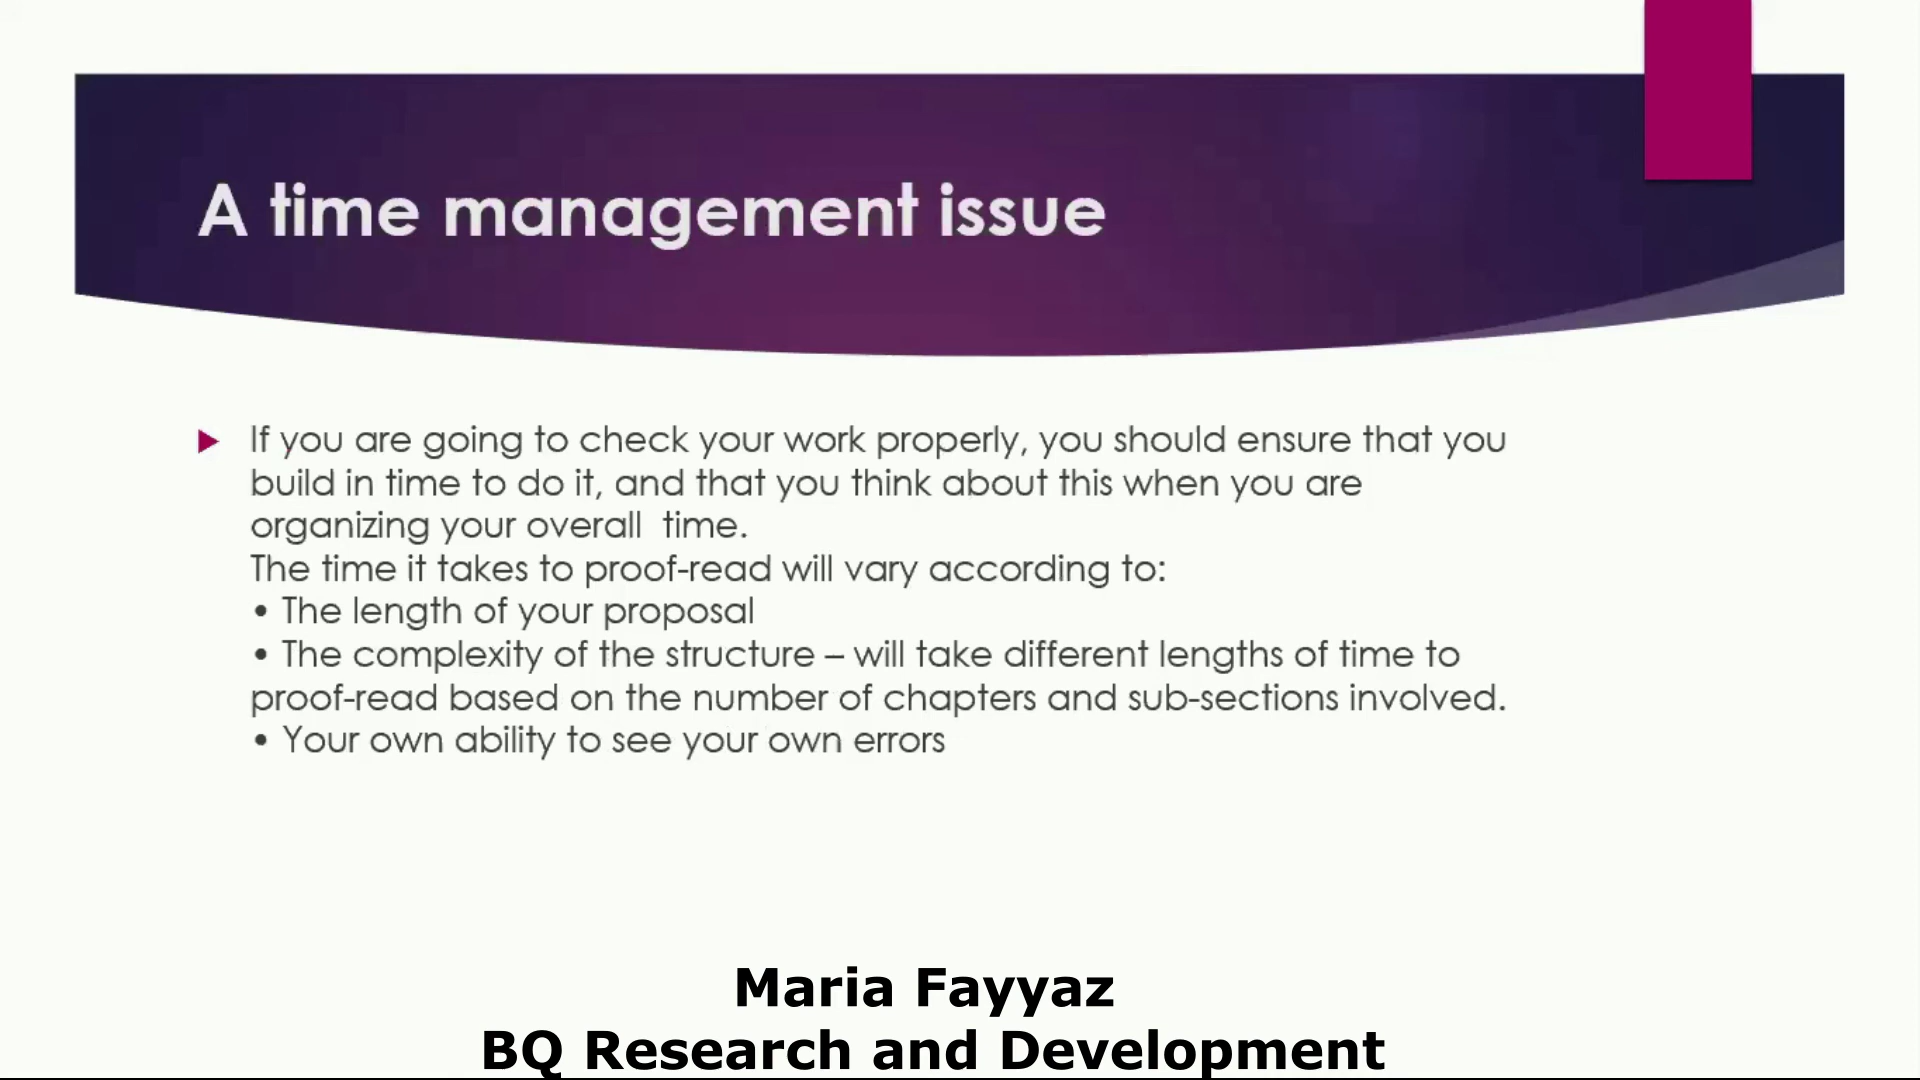 A time management issue
If you are going to check your work properly, you should ensure that you
build in time to do it, and that you think about this when you are
organizing your overall  time.
The time it takes to proof-read will vary according to:
• The length of your proposal
• The complexity of the structure – will take different lengths of time to
proof-read based on the number of chapters and sub-sections involved.
• Your own ability to see your own errors
Maria Fayyaz
BQ Research and Development